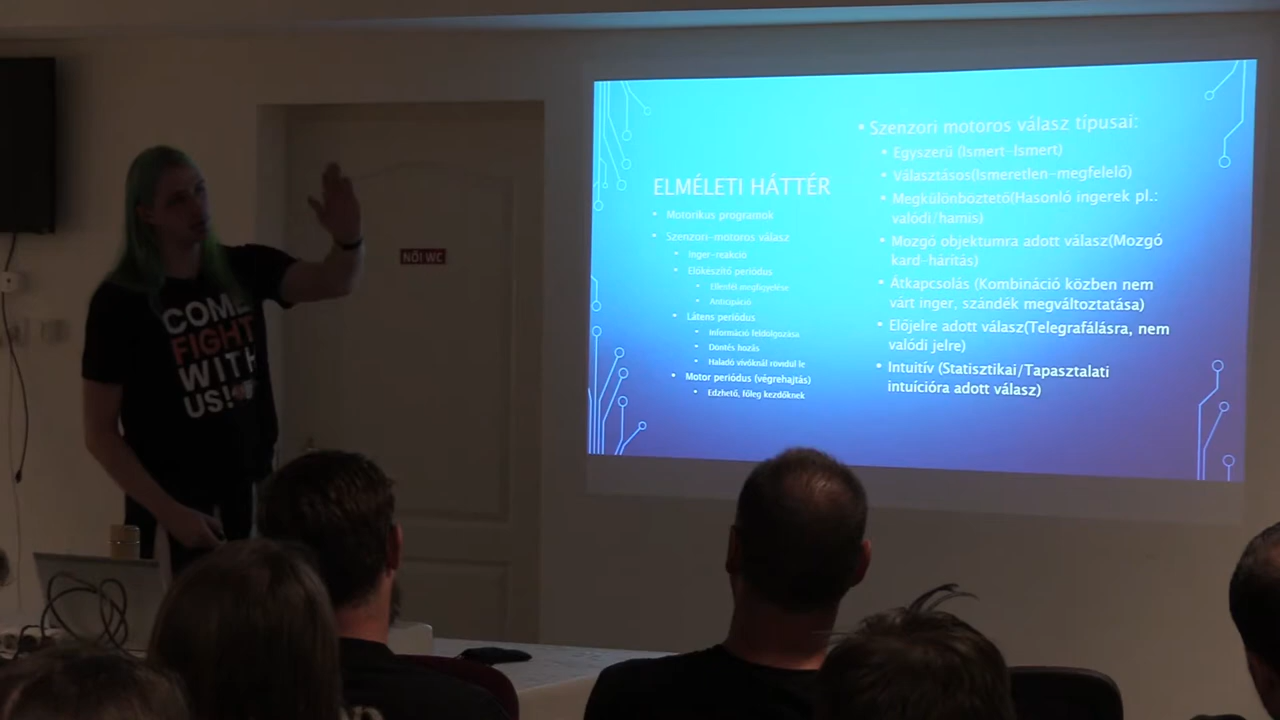 COME
FIGHT
WITH
US!
NŐI WC
ELMÉLETI HÁTTÉR
• Motorikus programok
• Szenzori-motoros válasz
• Inger-reakció
• Előkészítő periódus
• Ellenfél megfigyelése
• Anticipáció
• Látens periódus
• Információ feldolgozása
• Döntés hozás
• Haladó vívóknál rövidül le
• Motor periódus (végrehajtás)
• Edzhető, főleg kezdőknek
• Szenzori motoros válasz típusai:
• Egyszerű (Ismert-Ismert)
• Választásos(Ismeretlen-megfelelő)
• Megkülönböztető(Hasonló ingerek pl.:
valódi/hamis)
• Mozgó objektumra adott válasz(Mozgó
kard-hárítás)
• Átkapcsolás (Kombináció közben nem
várt inger, szándék megváltoztatása)
• Előjelre adott válasz(Telegrafálásra, nem
valódi jelre)
• Intuitív (Statisztikai/Tapasztalati
intuícióra adott válasz)